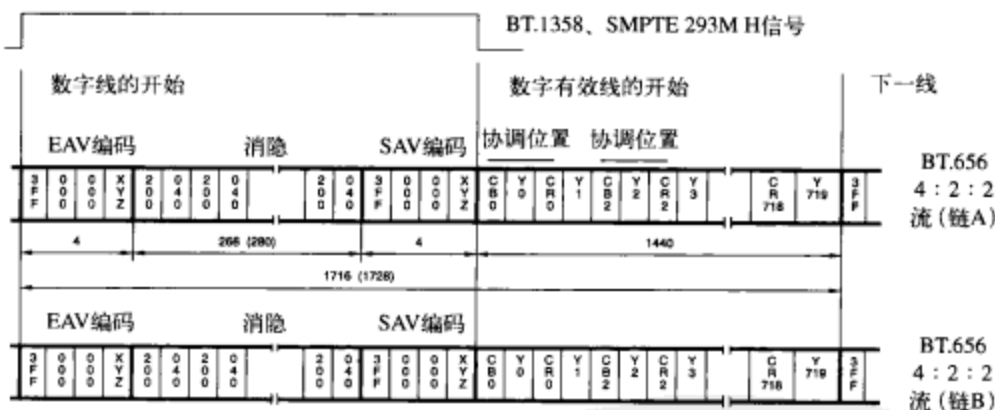 BT.1358、SMPTE 293M H信号
数字线的开始 数字有效线的开始 下一线
EAV编码 消隐 SAV编码 协调位置 协调位置 BT.656
3FF 000 000 XYZ 200 040 200 040 200 040 3FF 000 000 XYZ CB0 Y0 CR0 Y1 CB2 Y2 CR2 Y3 CR718 Y719 3FF 4：2：2
流（链A）
4 268 (280) 4 1440
1716 (1728)
EAV编码 消隐 SAV编码 BT.656
3FF 000 000 XYZ 200 040 200 040 200 040 3FF 000 000 XYZ CB0 Y0 CR0 Y1 CB2 Y2 CR2 Y3 CR718 Y719 3FF 4：2：2
流（链B）